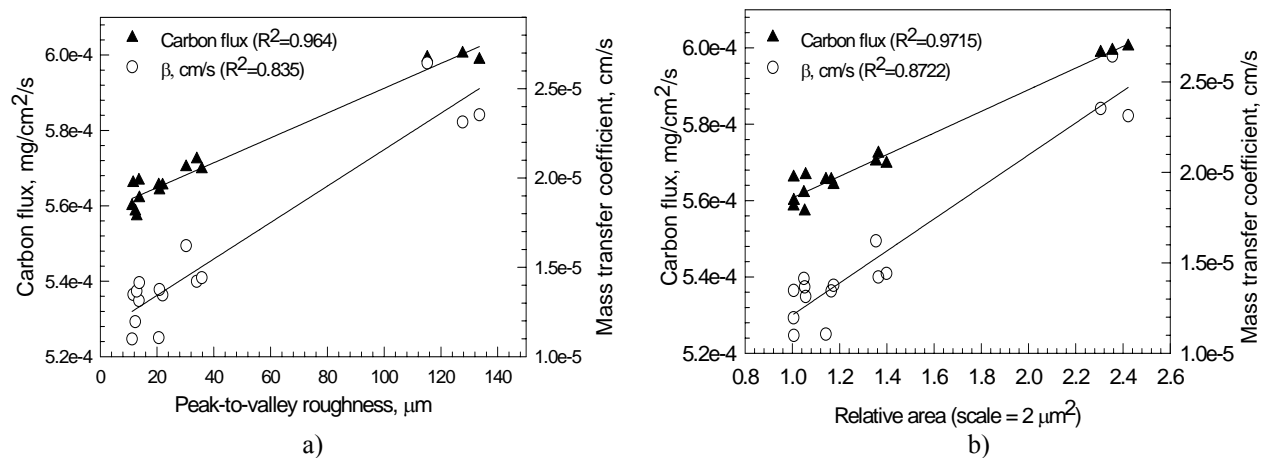 Carbon flux, mg/cm²/s
6.0e-4
5.8e-4
5.6e-4
5.4e-4
5.2e-4
▲ Carbon flux (R²=0.964)
○ β, cm/s (R²=0.835)
2.5e-5
2.0e-5
1.5e-5
1.0e-5
Mass transfer coefficient, cm/s
0 20 40 60 80 100 120 140
Peak-to-valley roughness, μm
a)
Carbon flux, mg/cm²/s
6.0e-4
5.8e-4
5.6e-4
5.4e-4
5.2e-4
▲ Carbon flux (R²=0.9715)
○ β, cm/s (R²=0.8722)
2.5e-5
2.0e-5
1.5e-5
1.0e-5
Mass transfer coefficient, cm/s
0.8 1.0 1.2 1.4 1.6 1.8 2.0 2.2 2.4 2.6
Relative area (scale = 2 μm²)
b)